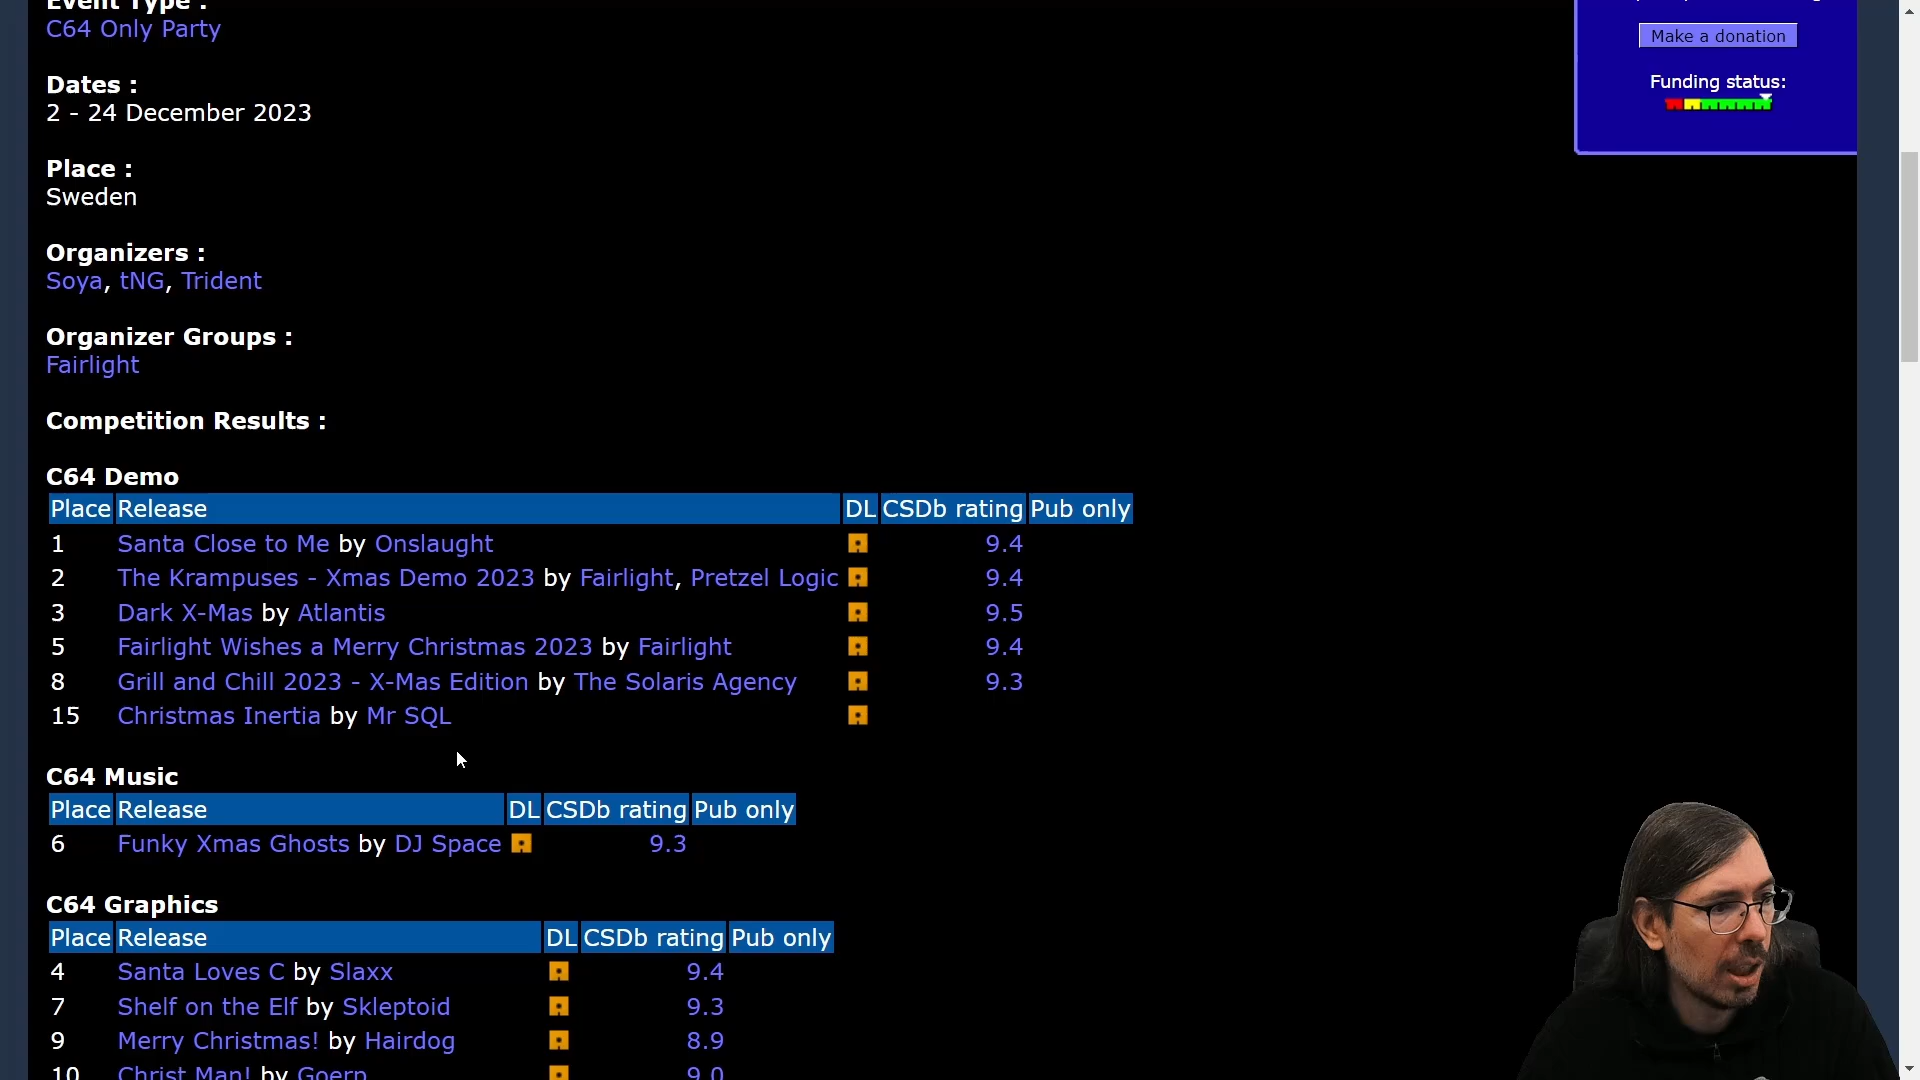 Event Type :
C64 Only Party
Make a donation
Dates :
Funding status:
2 - 24 December 2023
Place :
Sweden
Organizers :
Soya, tNG, Trident
Organizer Groups :
Fairlight
Competition Results :
C64 Demo
Place Release DL CSDb rating Pub only
1 Santa Close to Me by Onslaught 9.4
2 The Krampuses - Xmas Demo 2023 by Fairlight, Pretzel Logic 9.4
3 Dark X-Mas by Atlantis 9.5
5 Fairlight Wishes a Merry Christmas 2023 by Fairlight 9.4
8 Grill and Chill 2023 - X-Mas Edition by The Solaris Agency 9.3
15 Christmas Inertia by Mr SQL
C64 Music
Place Release DL CSDb rating Pub only
6 Funky Xmas Ghosts by DJ Space 9.3
C64 Graphics
Place Release DL CSDb rating Pub only
4 Santa Loves C by Slaxx 9.4
7 Shelf on the Elf by Skleptoid 9.3
9 Merry Christmas! by Hairdog 8.9
10 Christ Man! by Goerp 9.0